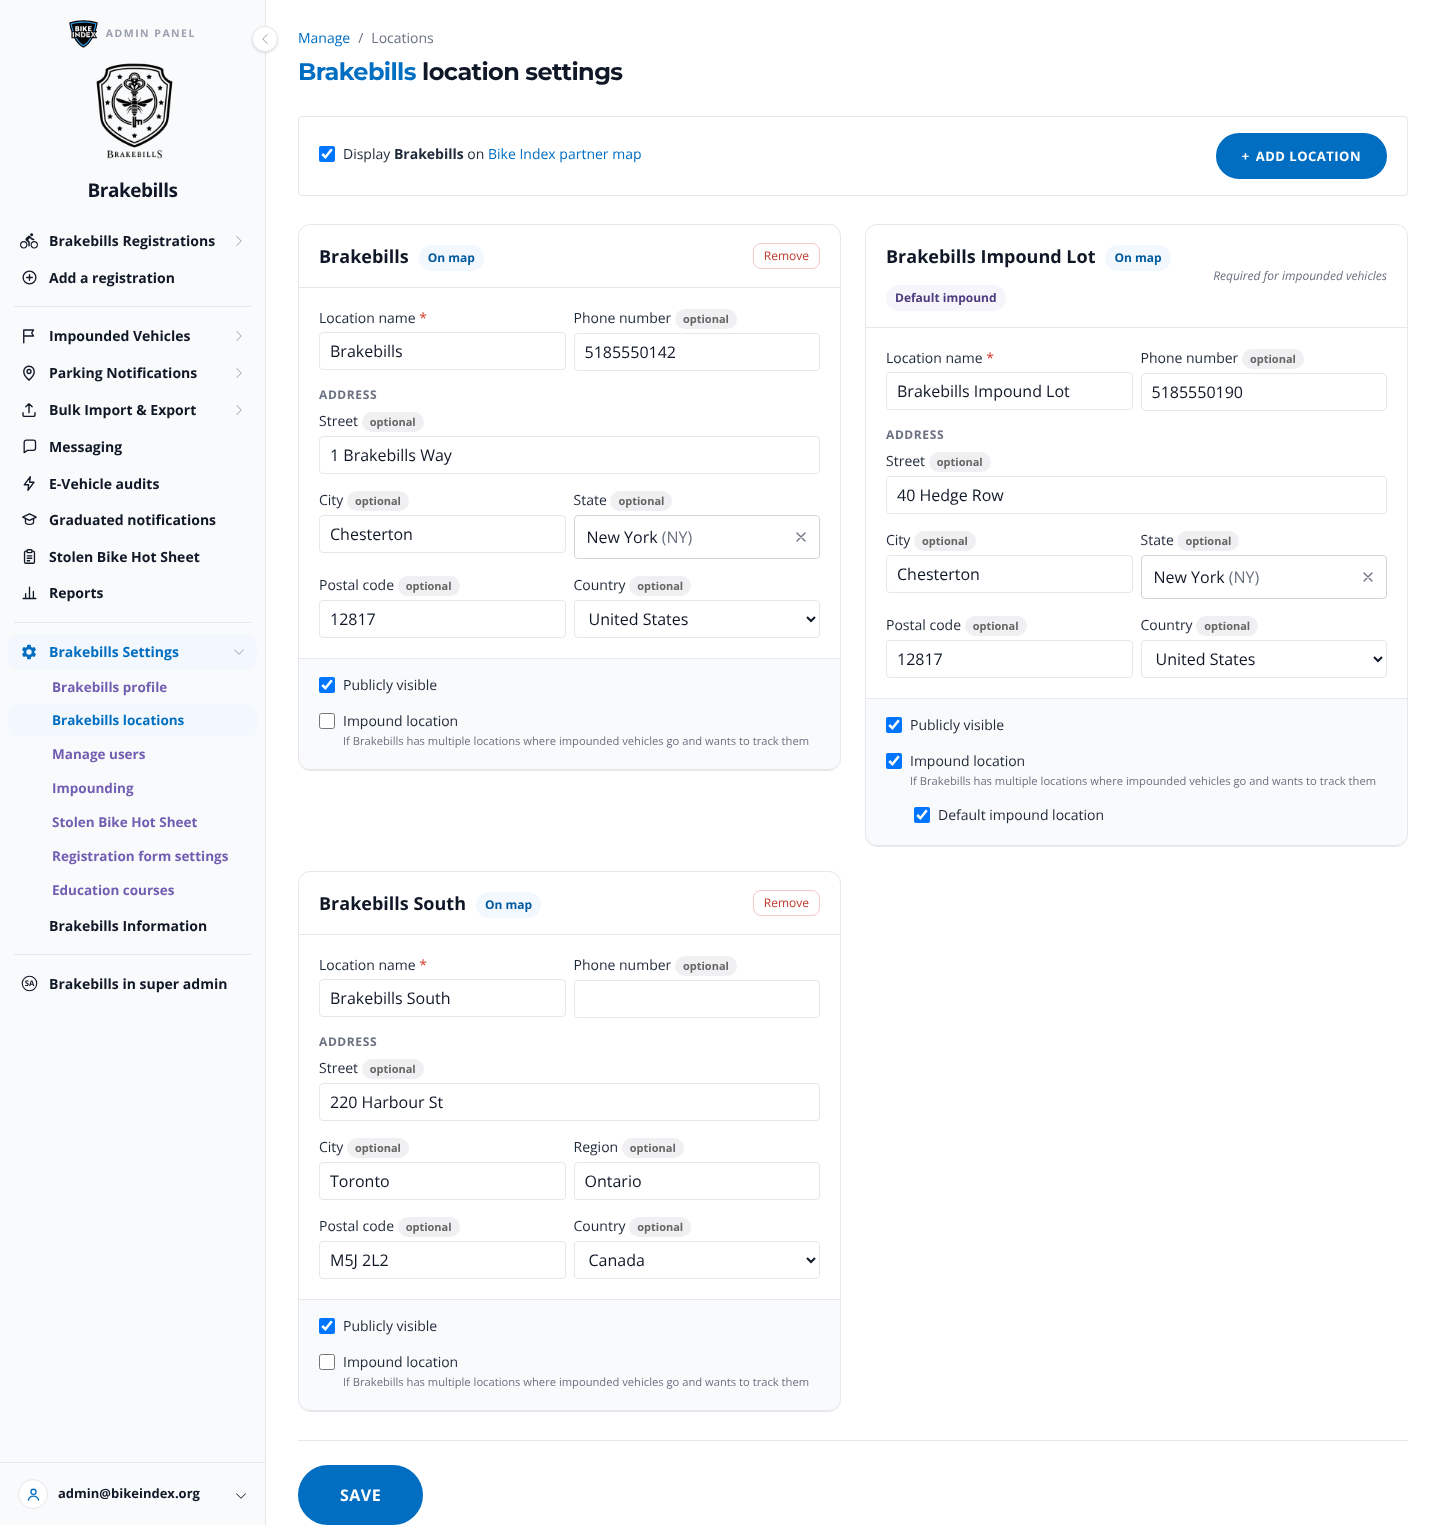 BIKE INDEX
ADMIN PANEL
BRAKEBILLS
Brakebills
Brakebills Registrations
Add a registration
Impounded Vehicles
Parking Notifications
Bulk Import & Export
Messaging
E-Vehicle audits
Graduated notifications
Stolen Bike Hot Sheet
Reports
Brakebills Settings
Brakebills profile
Brakebills locations
Manage users
Impounding
Stolen Bike Hot Sheet
Registration form settings
Education courses
Brakebills Information
SA Brakebills in super admin
admin@bikeindex.org
Manage / Locations
Brakebills location settings
Display Brakebills on Bike Index partner map
+ ADD LOCATION
Brakebills On map Remove
Location name * Phone number optional
Brakebills 5185550142
ADDRESS
Street optional
1 Brakebills Way
City optional State optional
Chesterton New York (NY) ×
Postal code optional Country optional
12817 United States
Publicly visible
Impound location
If Brakebills has multiple locations where impounded vehicles go and wants to track them
Brakebills Impound Lot On map
Required for impounded vehicles
Default impound
Location name * Phone number optional
Brakebills Impound Lot 5185550190
ADDRESS
Street optional
40 Hedge Row
City optional State optional
Chesterton New York (NY) ×
Postal code optional Country optional
12817 United States
Publicly visible
Impound location
If Brakebills has multiple locations where impounded vehicles go and wants to track them
Default impound location
Brakebills South On map Remove
Location name * Phone number optional
Brakebills South
ADDRESS
Street optional
220 Harbour St
City optional Region optional
Toronto Ontario
Postal code optional Country optional
M5J 2L2 Canada
Publicly visible
Impound location
If Brakebills has multiple locations where impounded vehicles go and wants to track them
SAVE